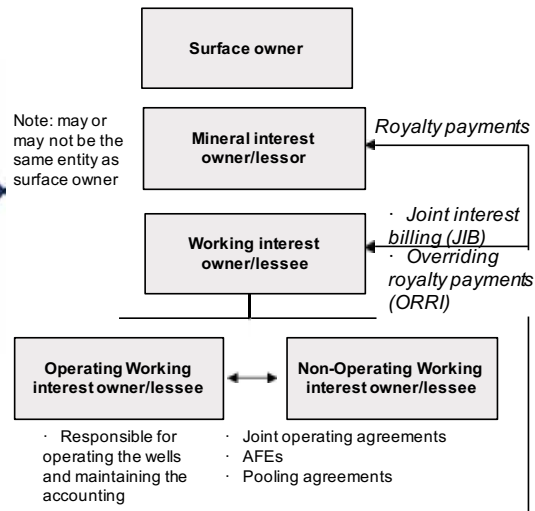 Surface owner
Note: may or
may not be the
same entity as
surface owner
Mineral interest
owner/lessor
Royalty payments
Working interest
owner/lessee
· Joint interest
billing (JIB)
· Overriding
royalty payments
(ORRI)
Operating Working
interest owner/lessee
Non-Operating Working
interest owner/lessee
· Responsible for
operating the wells
and maintaining the
accounting
· Joint operating agreements
· AFEs
· Pooling agreements